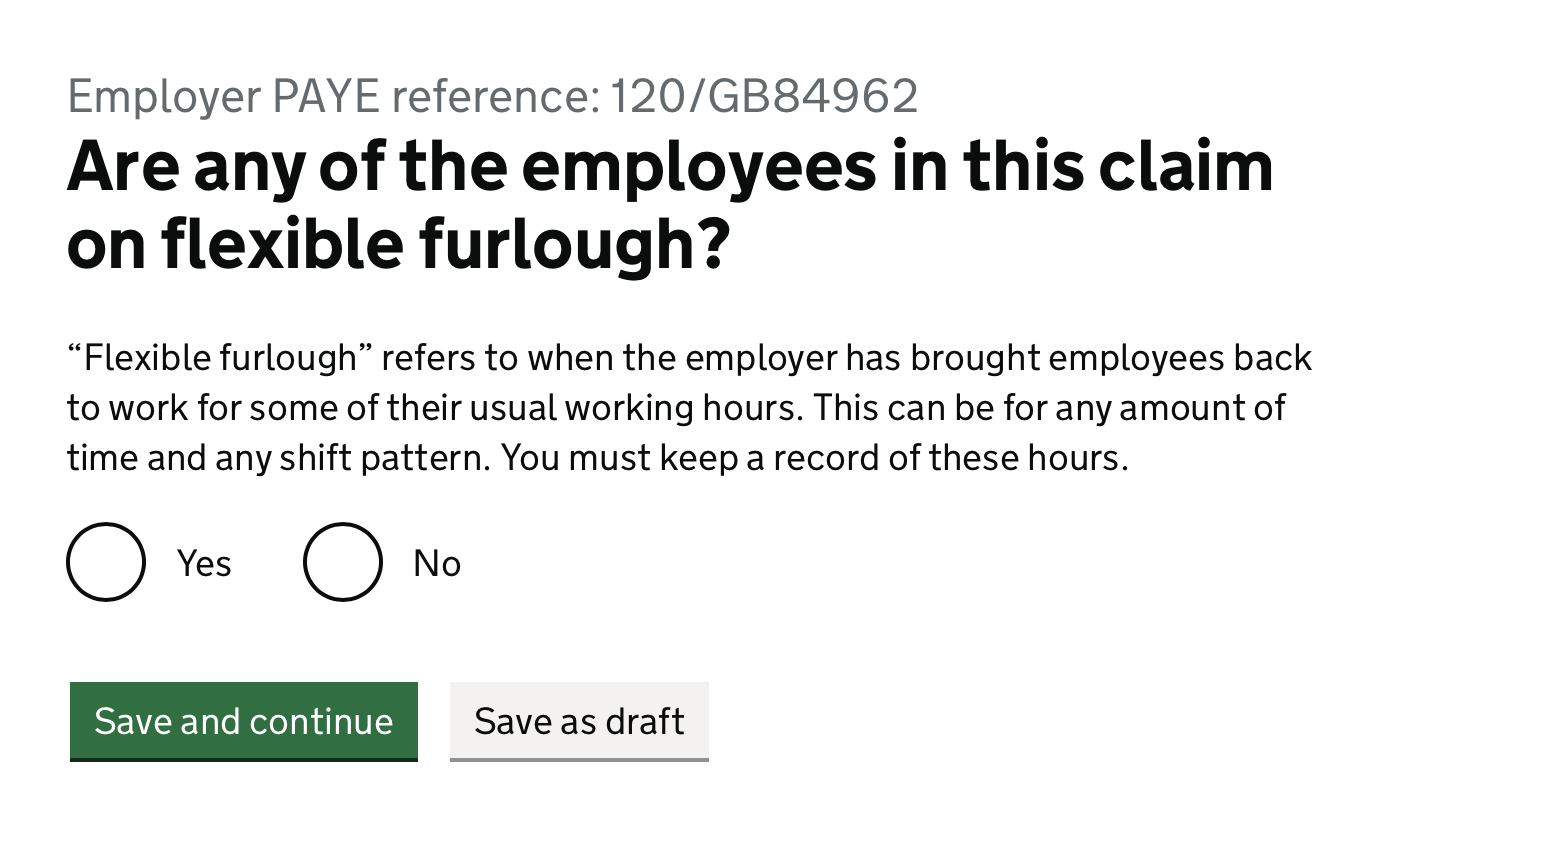 Employer PAYE reference: 120/GB84962
Are any of the employees in this claim
on flexible furlough?
“Flexible furlough” refers to when the employer has brought employees back
to work for some of their usual working hours. This can be for any amount of
time and any shift pattern. You must keep a record of these hours.
Yes No
Save and continue Save as draft